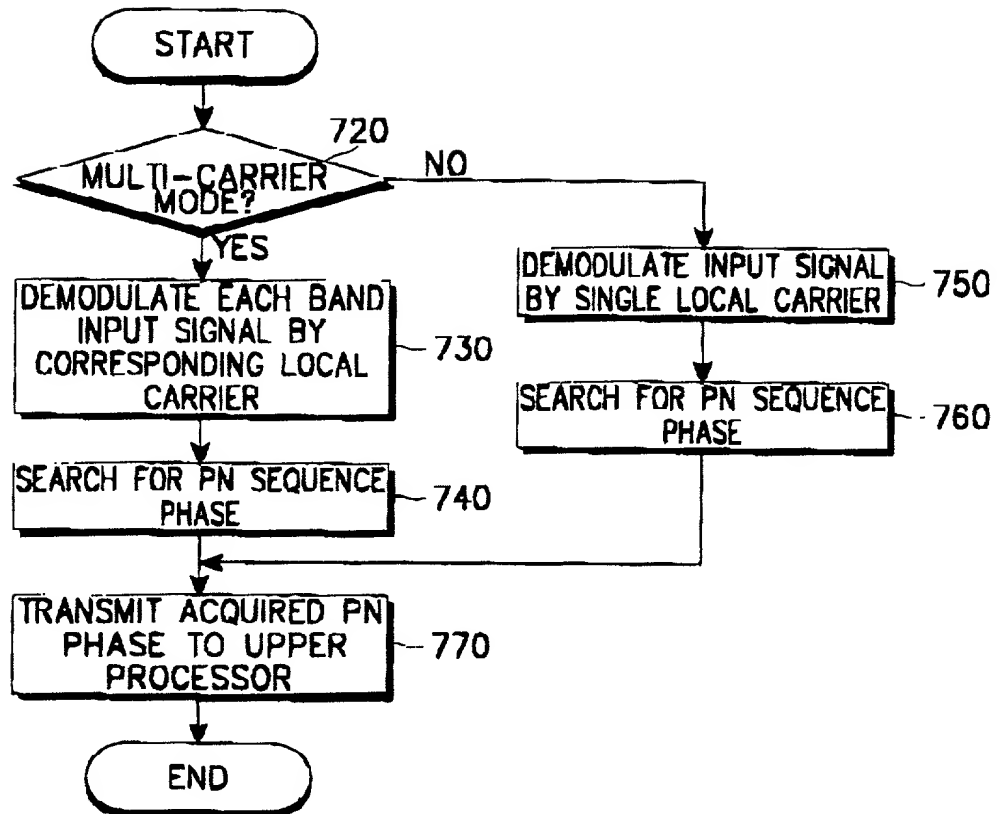 START
720
MULTI-CARRIER
MODE?
NO
YES
DEMODULATE EACH BAND
INPUT SIGNAL BY
CORRESPONDING LOCAL
CARRIER
730
SEARCH FOR PN SEQUENCE
PHASE
740
DEMODULATE INPUT SIGNAL
BY SINGLE LOCAL CARRIER
750
SEARCH FOR PN SEQUENCE
PHASE
760
TRANSMIT ACQUIRED PN
PHASE TO UPPER
PROCESSOR
770
END